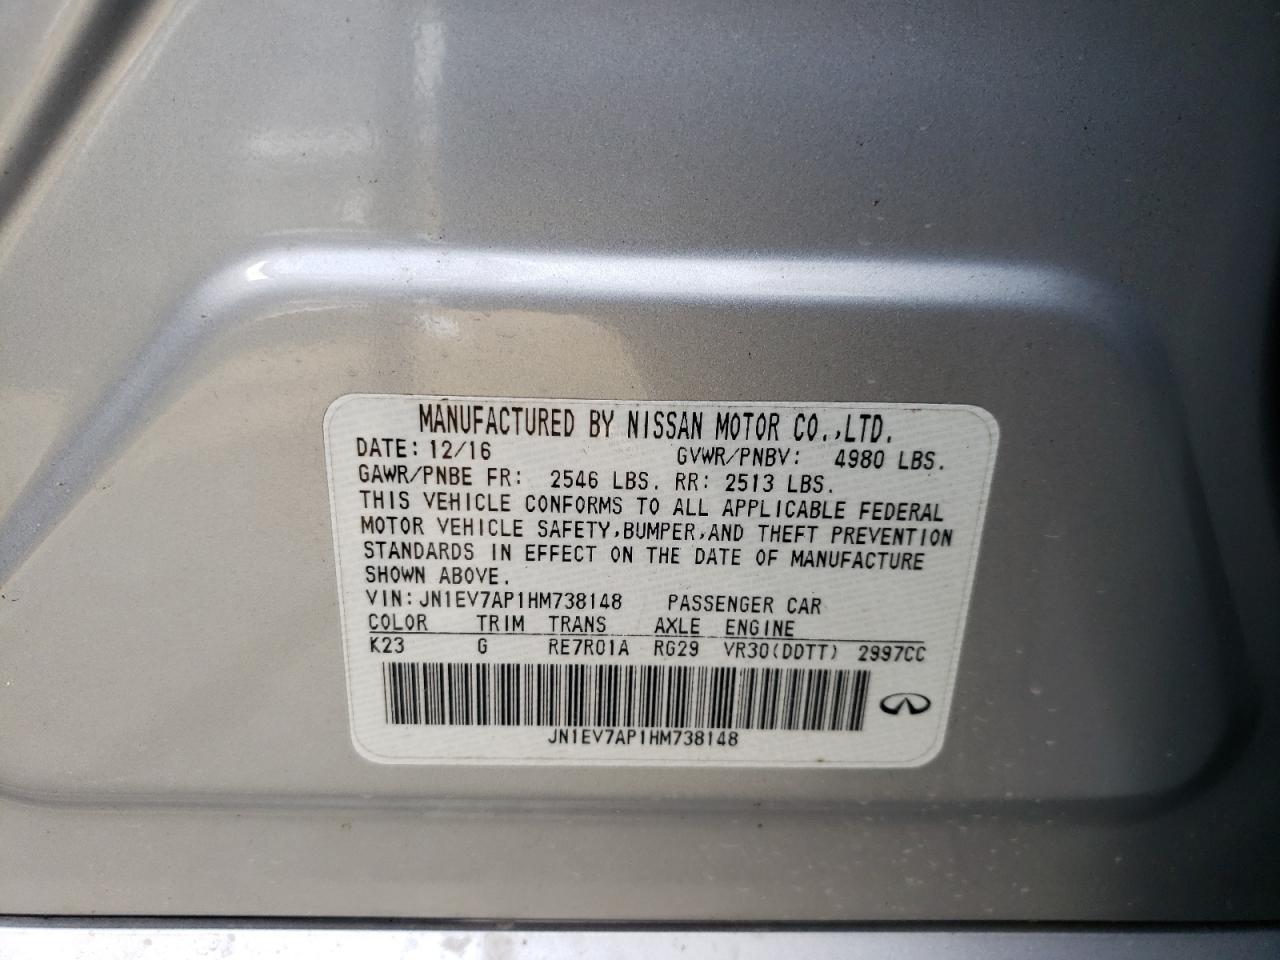 MANUFACTURED BY NISSAN MOTOR CO.,LTD.
DATE: 12/16 GVWR/PNBV: 4980 LBS.
GAWR/PNBE FR: 2546 LBS. RR: 2513 LBS.
THIS VEHICLE CONFORMS TO ALL APPLICABLE FEDERAL
MOTOR VEHICLE SAFETY,BUMPER,AND THEFT PREVENTION
STANDARDS IN EFFECT ON THE DATE OF MANUFACTURE
SHOWN ABOVE.
VIN:JN1EV7AP1HM738148 PASSENGER CAR
COLOR TRIM TRANS AXLE ENGINE
K23 G RE7R01A RG29 VR30(DDTT) 2997CC
JN1EV7AP1HM738148